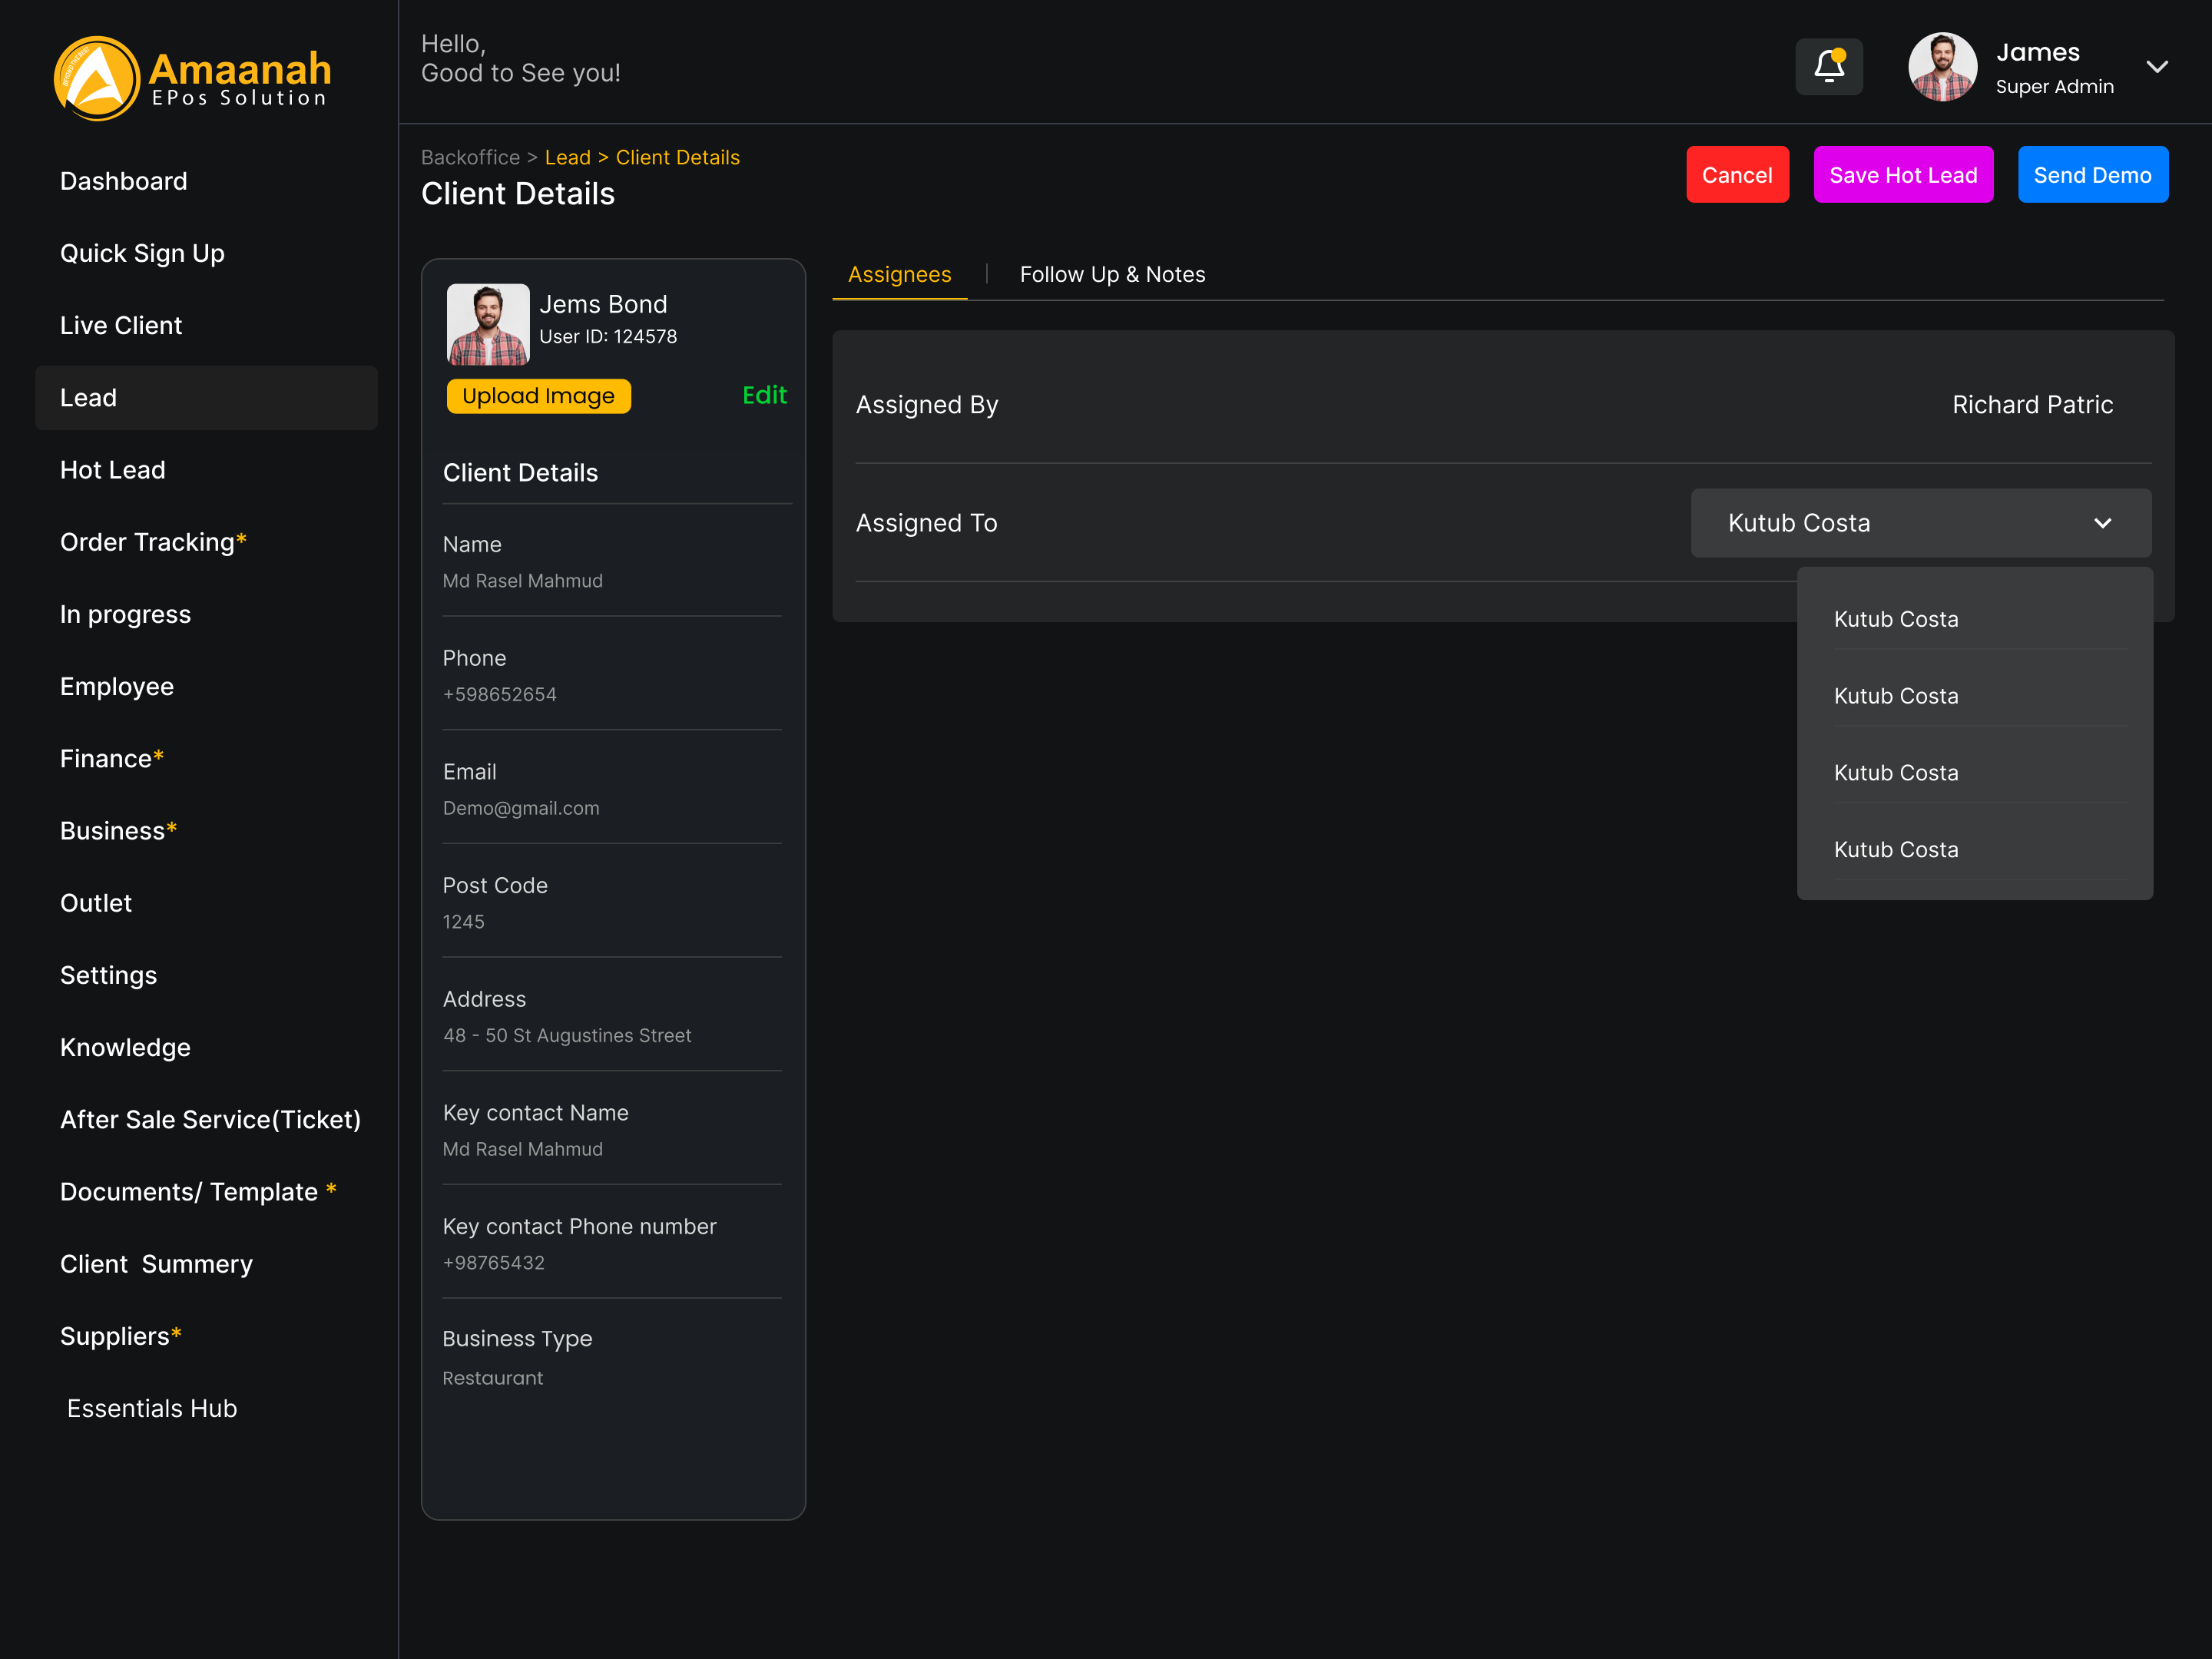 Amaanah
EPos Solution
Hello,
Good to See you!
James
Super Admin
Dashboard
Quick Sign Up
Live Client
Lead
Hot Lead
Order Tracking*
In progress
Employee
Finance*
Business*
Outlet
Settings
Knowledge
After Sale Service(Ticket)
Documents/ Template *
Client  Summery
Suppliers*
Essentials Hub
Backoffice > Lead > Client Details
Client Details
Cancel
Save Hot Lead
Send Demo
Jems Bond
User ID: 124578
Upload Image
Edit
Client Details
Name
Md Rasel Mahmud
Phone
+598652654
Email
Demo@gmail.com
Post Code
1245
Address
48 - 50 St Augustines Street
Key contact Name
Md Rasel Mahmud
Key contact Phone number
+98765432
Business Type
Restaurant
Assignees | Follow Up & Notes
Assigned By
Richard Patric
Assigned To
Kutub Costa
Kutub Costa
Kutub Costa
Kutub Costa
Kutub Costa